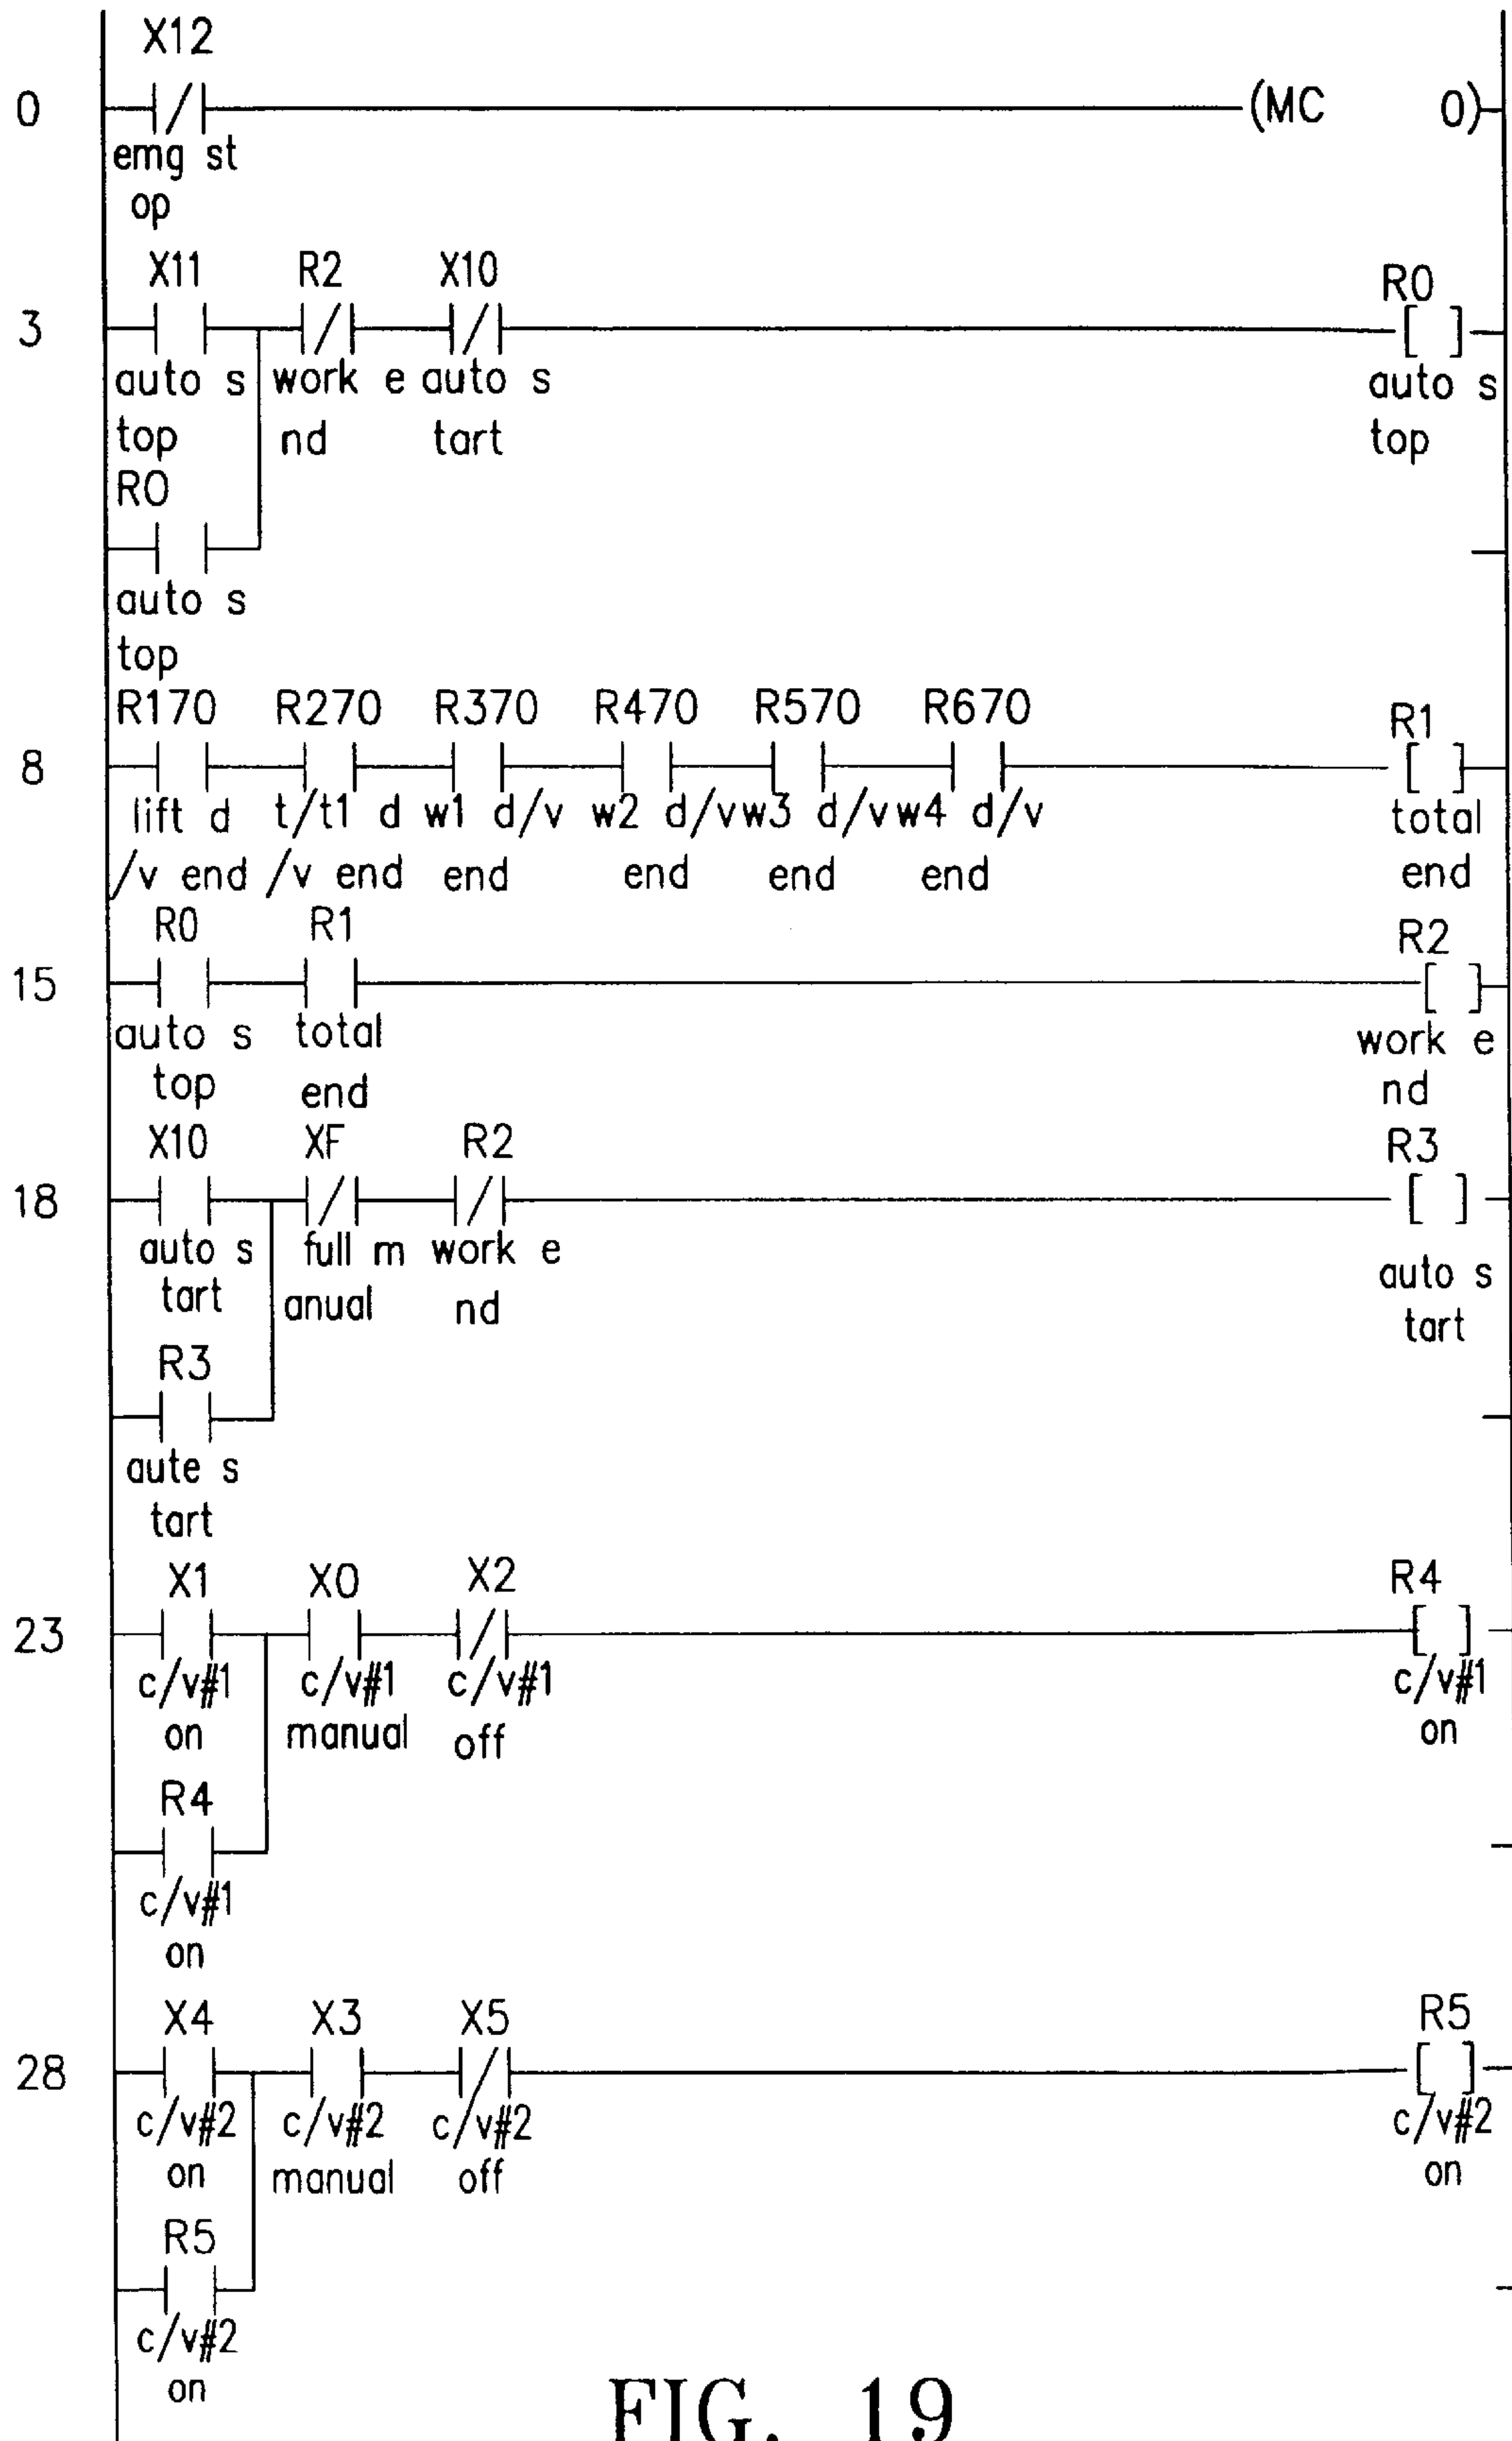 X12
0 (MC 0)
emg st
op
X11 R2 X10 R0
3
auto s work e auto s auto s
top nd tart top
R0
auto s
top
R170 R270 R370 R470 R570 R670 R1
8
lift d t/t1 d w1 d/v w2 d/v w3 d/v w4 d/v total
/v end /v end end end end end end
R0 R1 R2
15
auto s total work e
top end nd
X10 XF R2 R3
18
auto s full m work e auto s
tart anual nd tart
R3
aute s
tart
X1 X0 X2 R4
23
c/v#1 c/v#1 c/v#1 c/v#1
on manual off on
R4
c/v#1
on
X4 X3 X5 R5
28
c/v#2 c/v#2 c/v#2 c/v#2
on manual off on
R5
c/v#2
on
FIG. 19